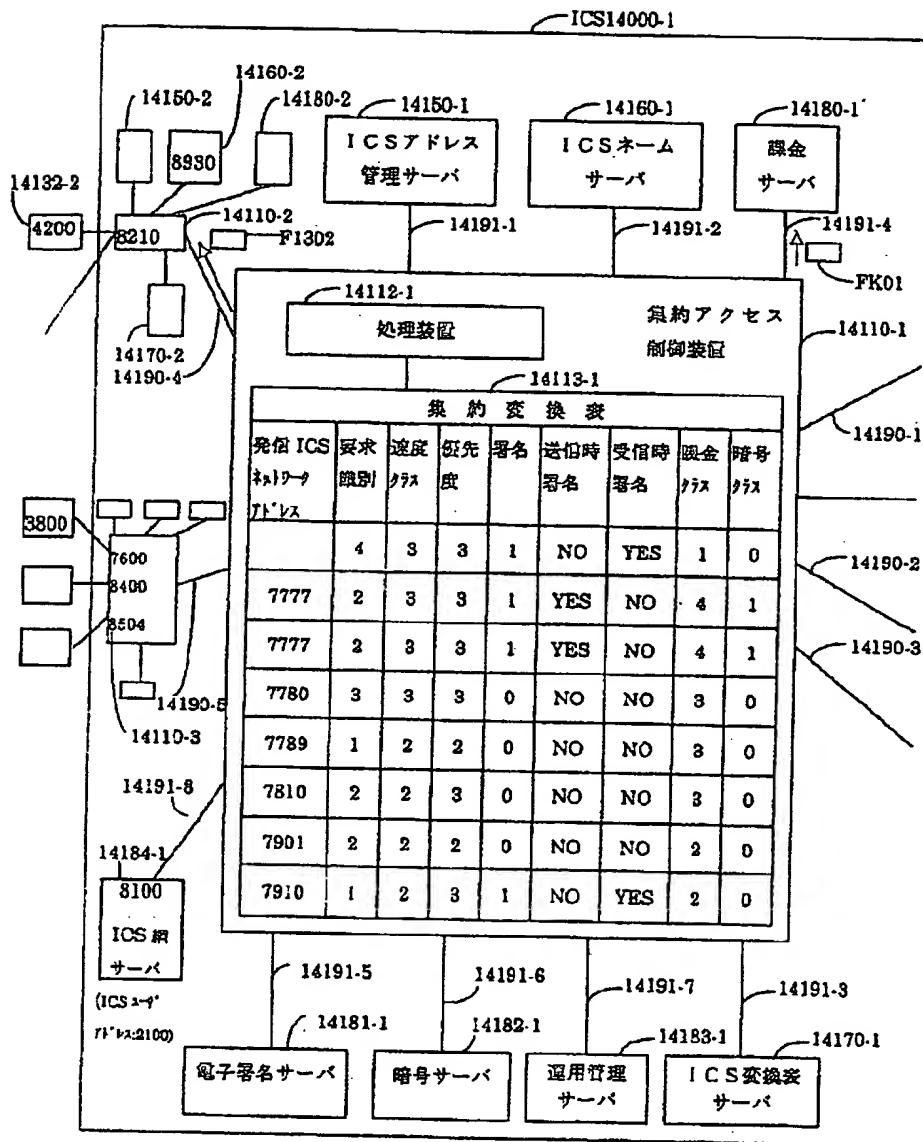 ICS14000-1
14160-2
14150-2
14180-2
14150-1
14160-1
14180-1
ICSアドレス
管理サーバ
ICSネーム
サーバ
課金
サーバ
8930
14132-2
4200
8210
14110-2
F1302
14191-1
14191-2
14191-4
FK01
14112-1
処理装置
集約アクセス
制御装置
14110-1
14170-2
14190-4
14113-1
集 約 変 換 表
14190-1
発信ICS
ネットワーク
アドレス
要求
識別
速度
クラス
優先
度
署名
送信時
署名
受信時
署名
課金
クラス
暗号
クラス
4 3 3 1 NO YES 1 0
7777 2 3 3 1 YES NO 4 1
7777 2 3 3 1 YES NO 4 1
7780 3 3 3 0 NO NO 3 0
7789 1 2 2 0 NO NO 3 0
7810 2 2 3 0 NO NO 3 0
7901 2 2 2 0 NO NO 2 0
7910 1 2 3 1 NO YES 2 0
3800
7600
8400
8504
14190-2
14190-3
14190-5
14110-3
14191-8
14184-1
8100
ICS網
サーバ
(ICSユーザ
アドレス:2100)
14191-5
14191-6
14191-7
14191-3
14181-1
14182-1
14183-1
14170-1
電子署名サーバ
暗号サーバ
運用管理
サーバ
ICS変換表
サーバ